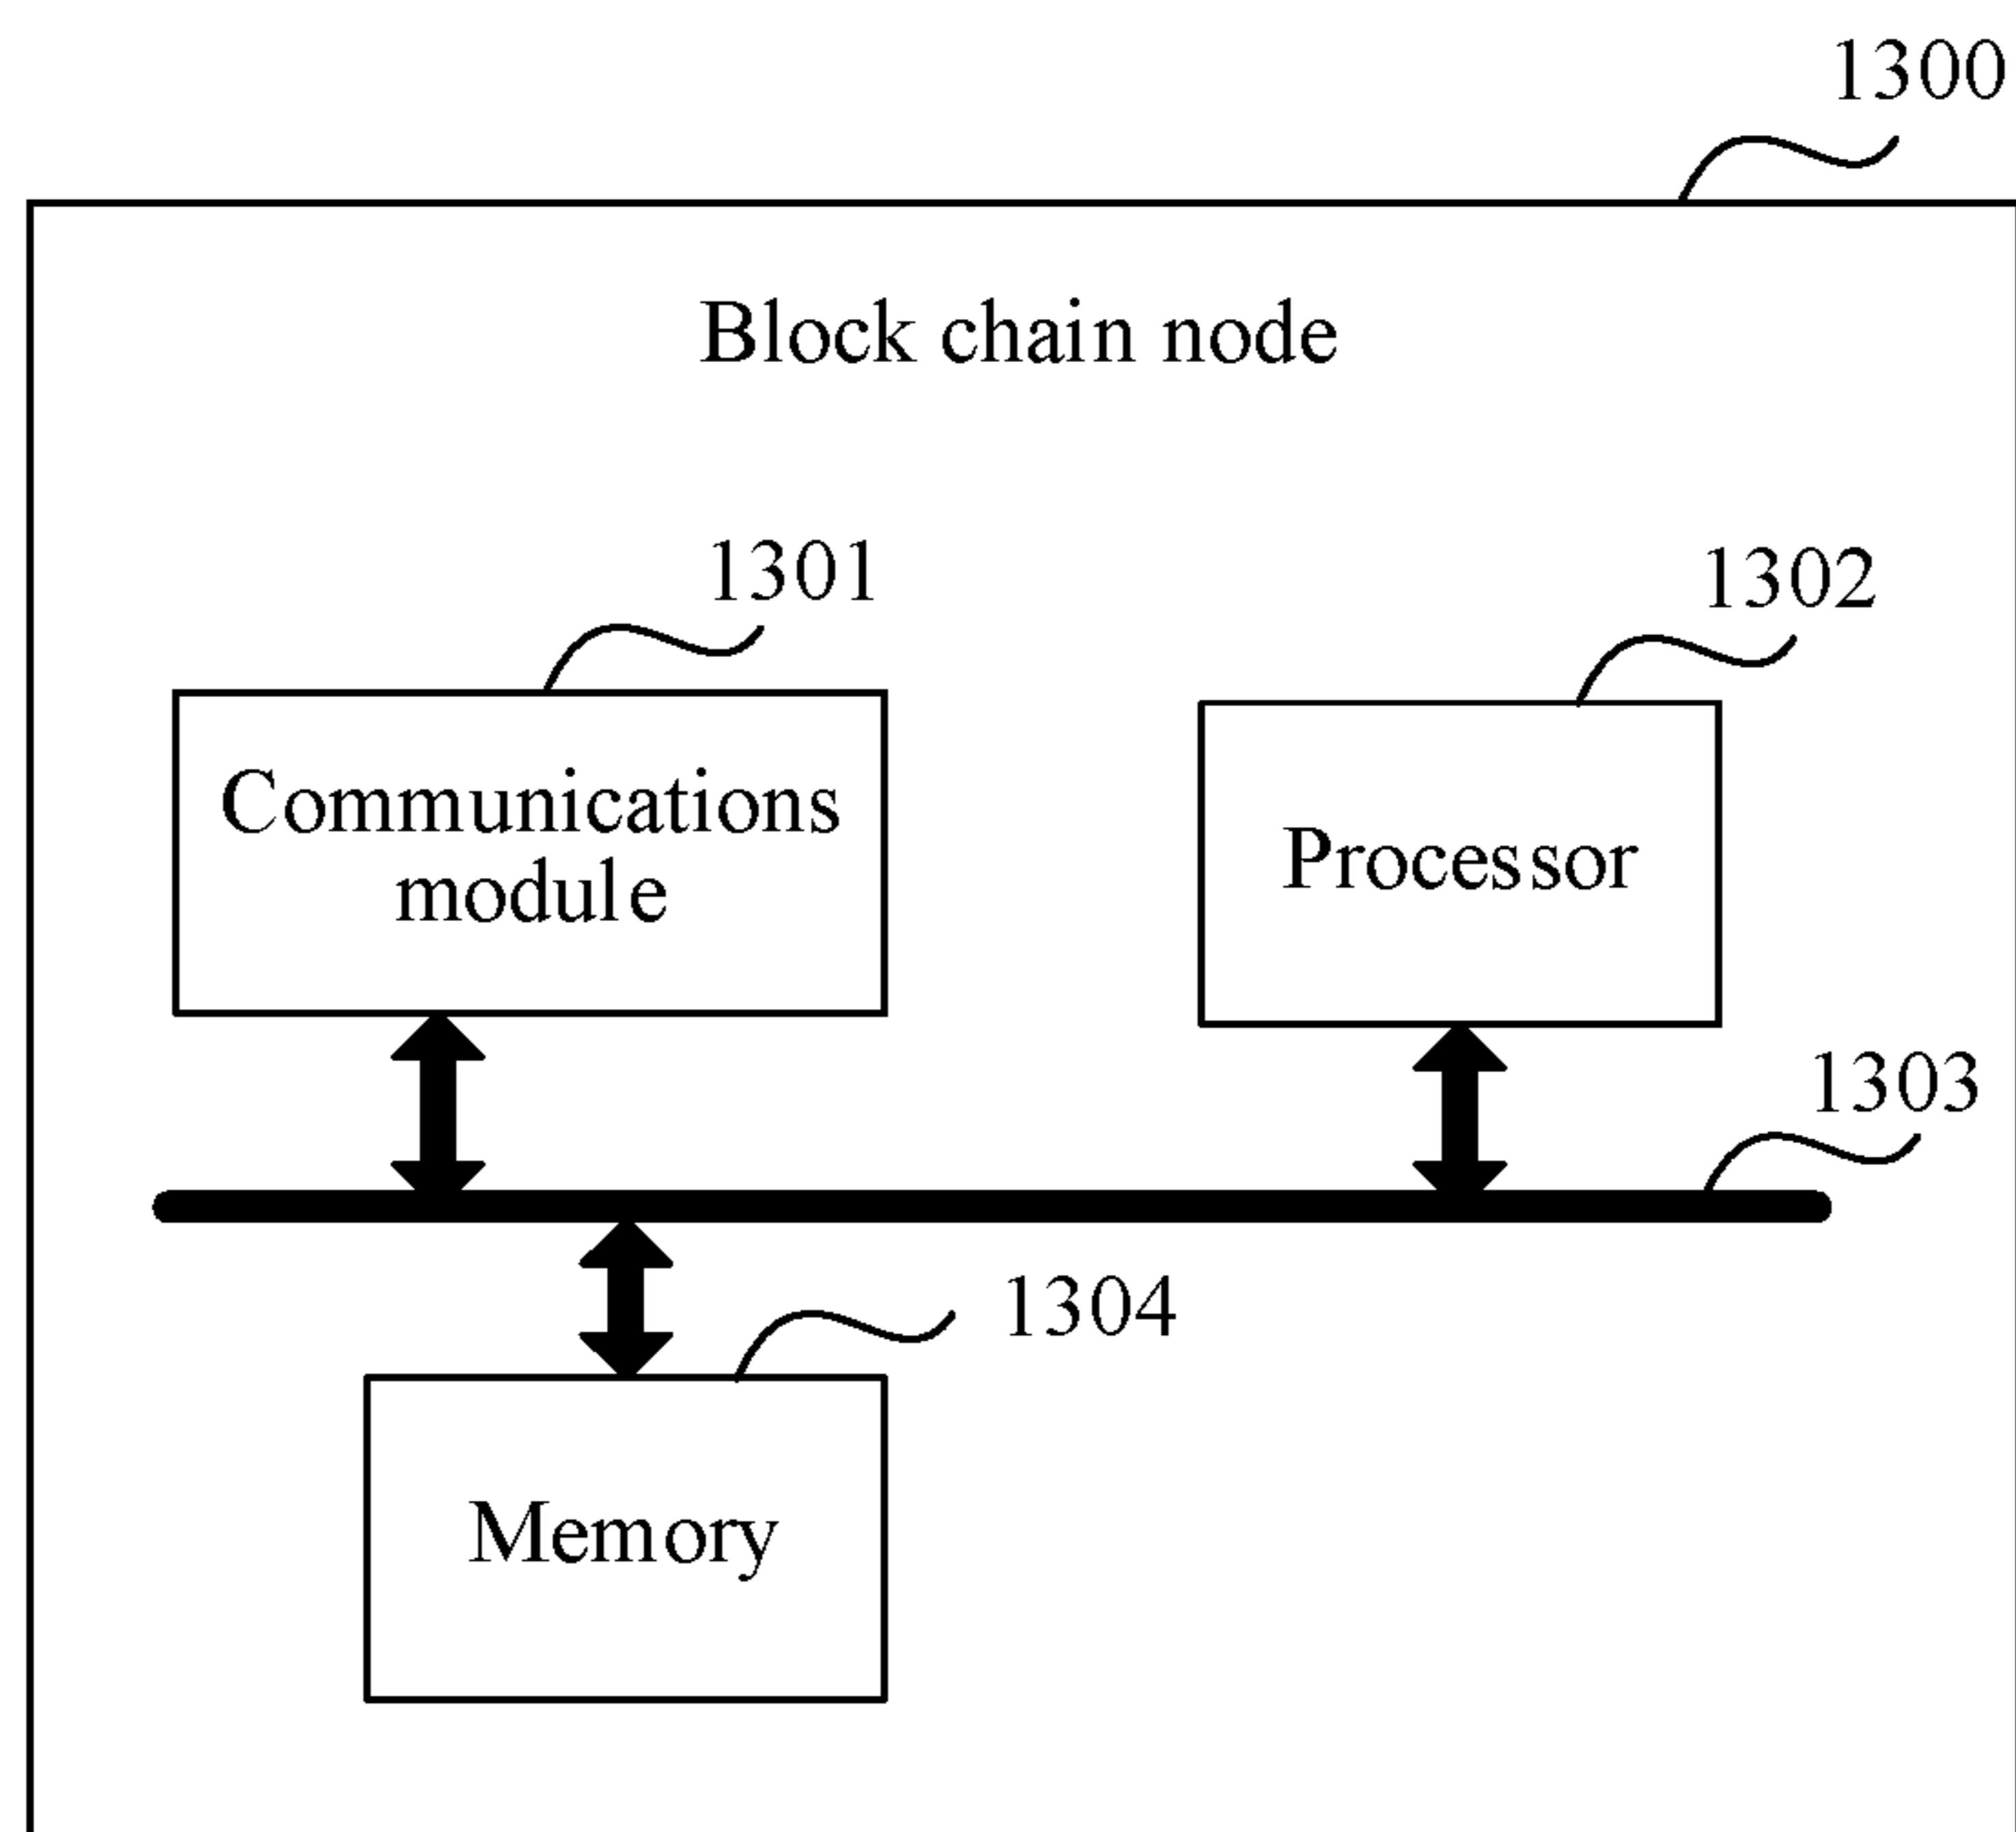 1300
Block chain node
1301
1302
Communications
module
Processor
1303
1304
Memory